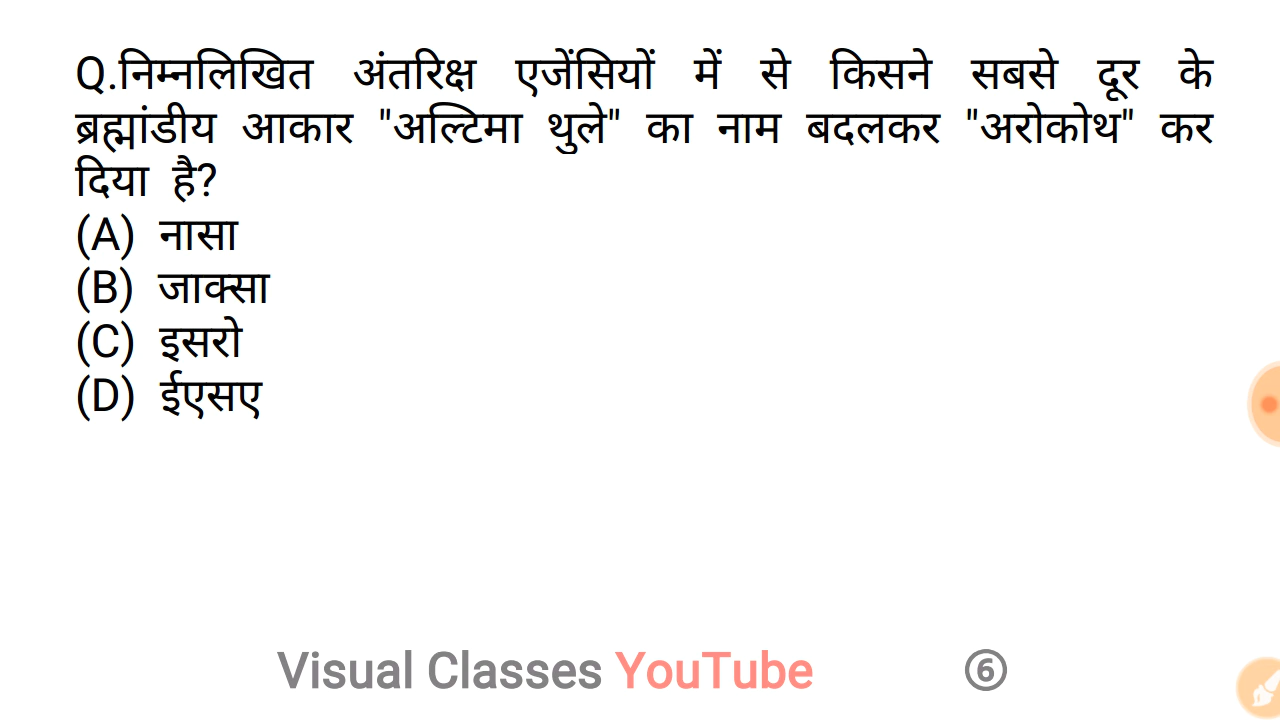 Q.निम्नलिखित अंतरिक्ष एजेंसियों में से किसने सबसे दूर के
ब्रह्मांडीय आकार "अल्टिमा थुले" का नाम बदलकर "अरोकोथ" कर
दिया है?
(A) नासा
(B) जाक्सा
(C) इसरो
(D) ईएसए
Visual Classes YouTube ⑥